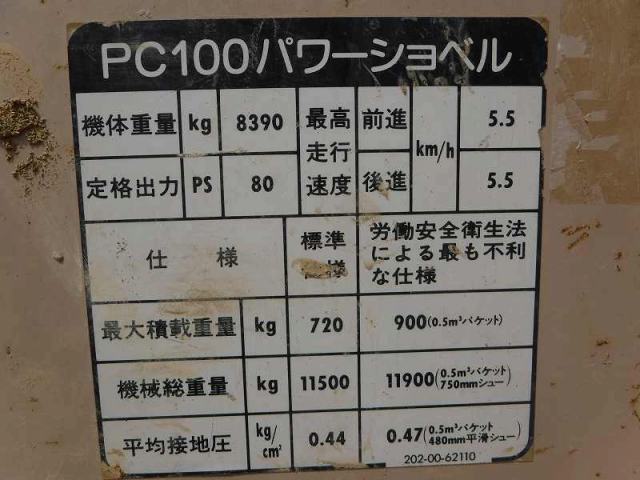 PC100パワーショベル
機体重量 kg 8390 最高走行速度 前進 km/h 5.5
定格出力 PS 80 後進 5.5
仕様 標準 労働安全衛生法
による最も不利
な仕様
最大積載重量 kg 720 900(0.5m³バケット)
機械総重量 kg 11500 11900(0.5m³バケット
750mmシュー)
平均接地圧 kg/cm² 0.44 0.47(0.5m³バケット
480mm平滑シュー)
202-00-62110